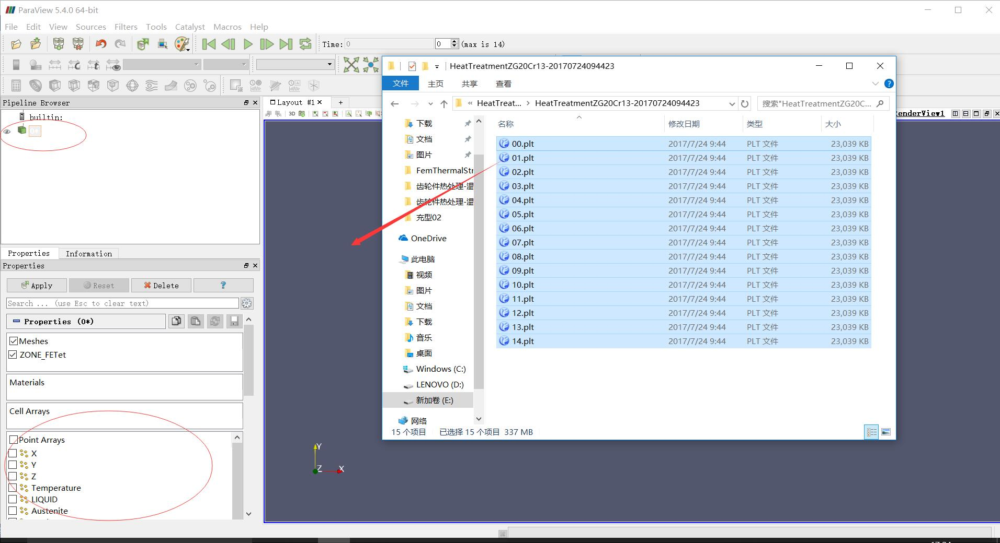 ParaView 5.4.0 64-bit
File Edit View Sources Filters Tools Catalyst Macros Help
Time: 0 0 (max is 14)
Pipeline Browser
builtin:
0*
Properties Information
Properties
Apply Reset Delete ?
Search ... (use Esc to clear text)
Properties (0*)
Meshes
ZONE_FETet
Materials
Cell Arrays
Point Arrays
X
Y
Z
Temperature
LIQUID
Austenite
Layout #1 +
3D
RenderView1
Y
Z X
HeatTreatmentZG20Cr13-20170724094423
文件 主页 共享 查看 ?
« HeatTreat... › HeatTreatmentZG20Cr13-20170724094423
搜索"HeatTreatmentZG20C...
下载
文档
图片
FemThermalStr
齿轮件热处理-温
齿轮件热处理-温
充型02
OneDrive
此电脑
视频
图片
文档
下载
音乐
桌面
Windows (C:)
LENOVO (D:)
新加卷 (E:)
网络
名称 修改日期 类型 大小
00.plt 2017/7/24 9:44 PLT 文件 23,039 KB
01.plt 2017/7/24 9:44 PLT 文件 23,039 KB
02.plt 2017/7/24 9:44 PLT 文件 23,039 KB
03.plt 2017/7/24 9:44 PLT 文件 23,039 KB
04.plt 2017/7/24 9:44 PLT 文件 23,039 KB
05.plt 2017/7/24 9:44 PLT 文件 23,039 KB
06.plt 2017/7/24 9:44 PLT 文件 23,039 KB
07.plt 2017/7/24 9:44 PLT 文件 23,039 KB
08.plt 2017/7/24 9:44 PLT 文件 23,039 KB
09.plt 2017/7/24 9:44 PLT 文件 23,039 KB
10.plt 2017/7/24 9:44 PLT 文件 23,039 KB
11.plt 2017/7/24 9:44 PLT 文件 23,039 KB
12.plt 2017/7/24 9:44 PLT 文件 23,039 KB
13.plt 2017/7/24 9:44 PLT 文件 23,039 KB
14.plt 2017/7/24 9:44 PLT 文件 23,039 KB
15 个项目 已选择 15 个项目 337 MB